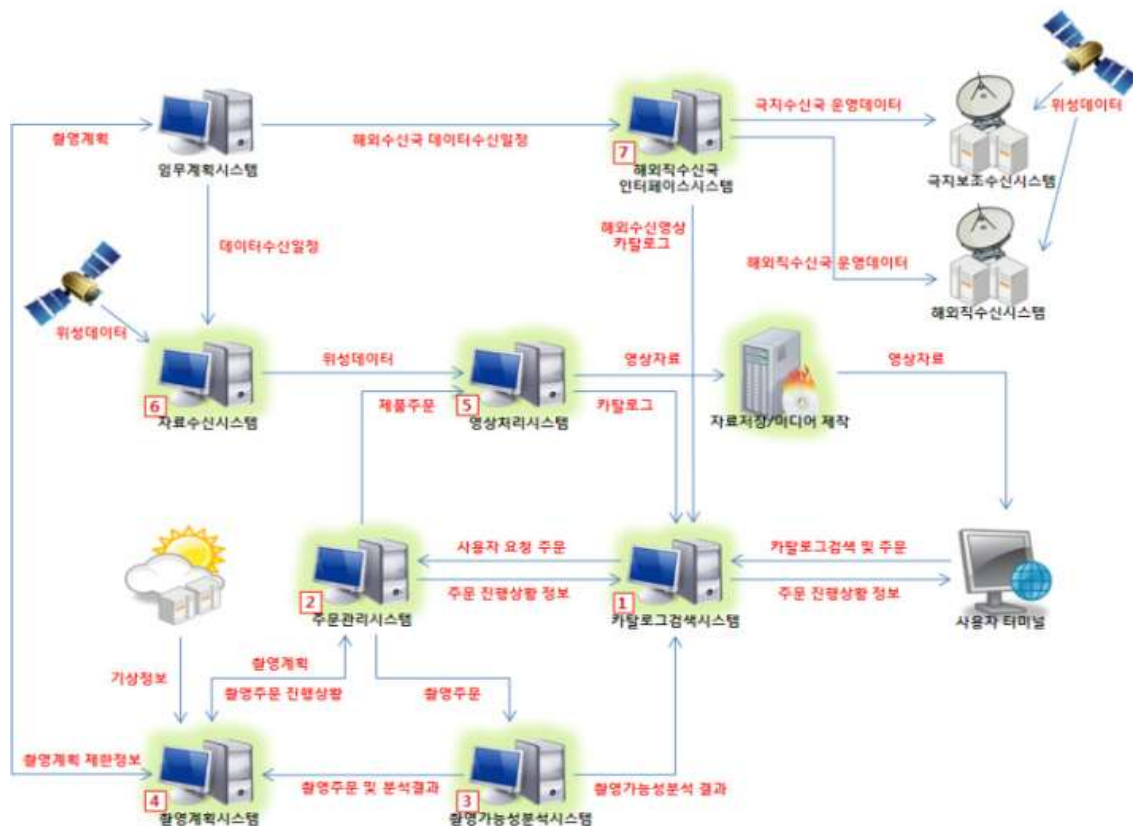 극지수신국 운영데이터
위성데이터
촬영계획
해외수신국 데이터수신일정
7
임무계획시스템
해외직수신국
인터페이스시스템
극지보조수신시스템
해외수신영상
카탈로그
데이터수신일정
해외직수신국 운영데이터
해외직수신시스템
위성데이터
위성데이터
영상자료
영상자료
6
제품주문
5
카탈로그
자료수신시스템
영상처리시스템
자료저장/미디어 제작
사용자 요청 주문
카탈로그검색 및 주문
2
주문 진행상황 정보
1
주문 진행상황 정보
주문관리시스템
카탈로그검색시스템
사용자 터미널
촬영계획
기상정보
촬영주문 진행상황
촬영주문
촬영계획 제한정보
4
촬영주문 및 분석결과
3
촬영가능성분석 결과
촬영계획시스템
촬영가능성분석시스템